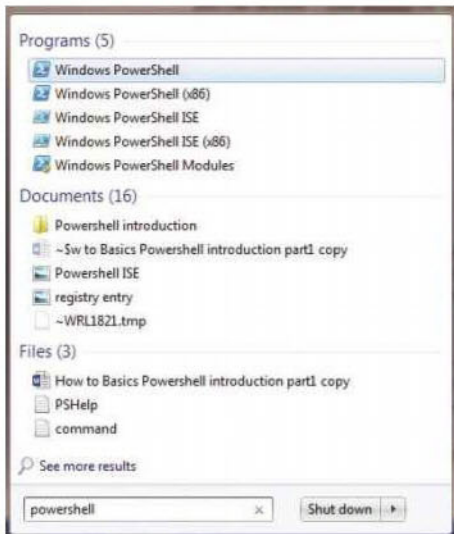 Programs (5)
Windows PowerShell
Windows PowerShell (x86)
Windows PowerShell ISE
Windows PowerShell ISE (x86)
Windows PowerShell Modules
Documents (16)
Powershell introduction
~$w to Basics Powershell introduction part1 copy
Powershell ISE
registry entry
~WRL1821.tmp
Files (3)
How to Basics Powershell introduction part1 copy
PSHelp
command
See more results
powershell
Shut down